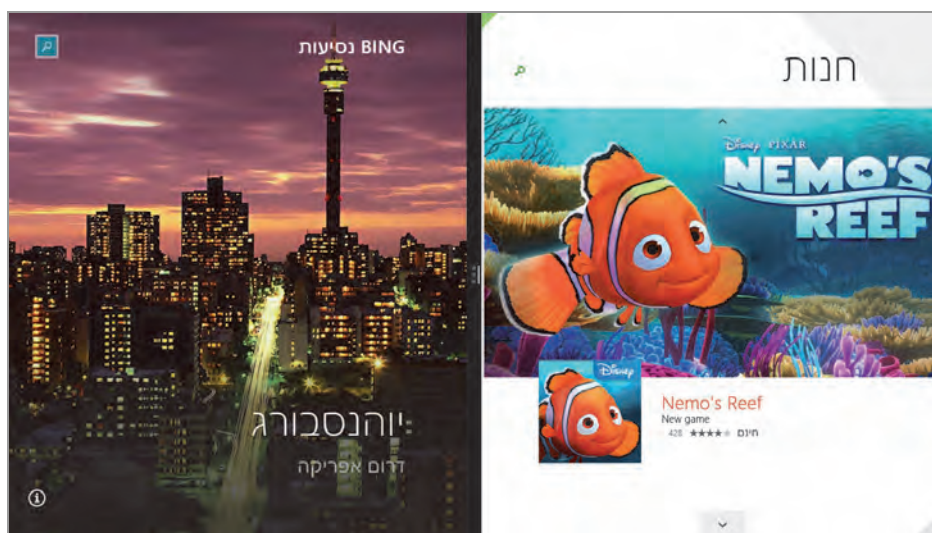 חנות
Disney PIXAR
NEMO'S
REEF
Disney
Nemo's Reef
New game
חינם ★★★★★ 428
BING נסיעות
יוהנסבורג
דרום אפריקה